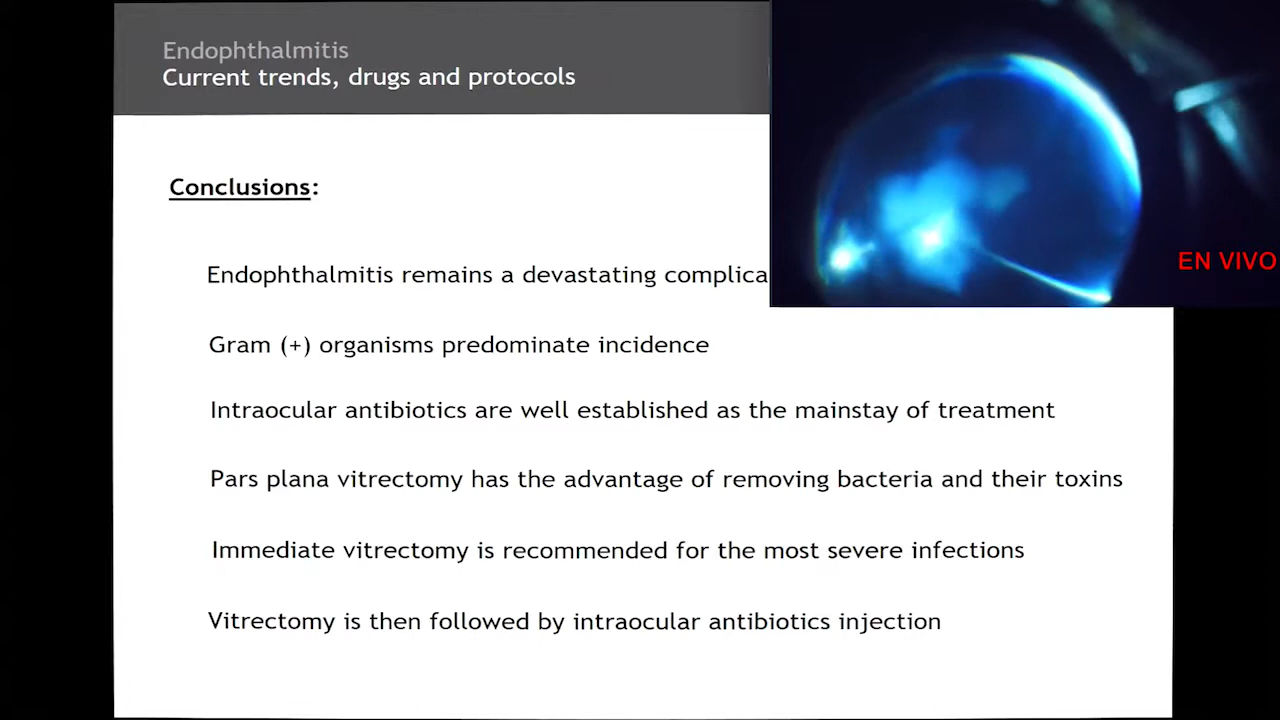 Endophthalmitis
Current trends, drugs and protocols
Conclusions:
Endophthalmitis remains a devastating complica
EN VIVO
Gram (+) organisms predominate incidence
Intraocular antibiotics are well established as the mainstay of treatment
Pars plana vitrectomy has the advantage of removing bacteria and their toxins
Immediate vitrectomy is recommended for the most severe infections
Vitrectomy is then followed by intraocular antibiotics injection